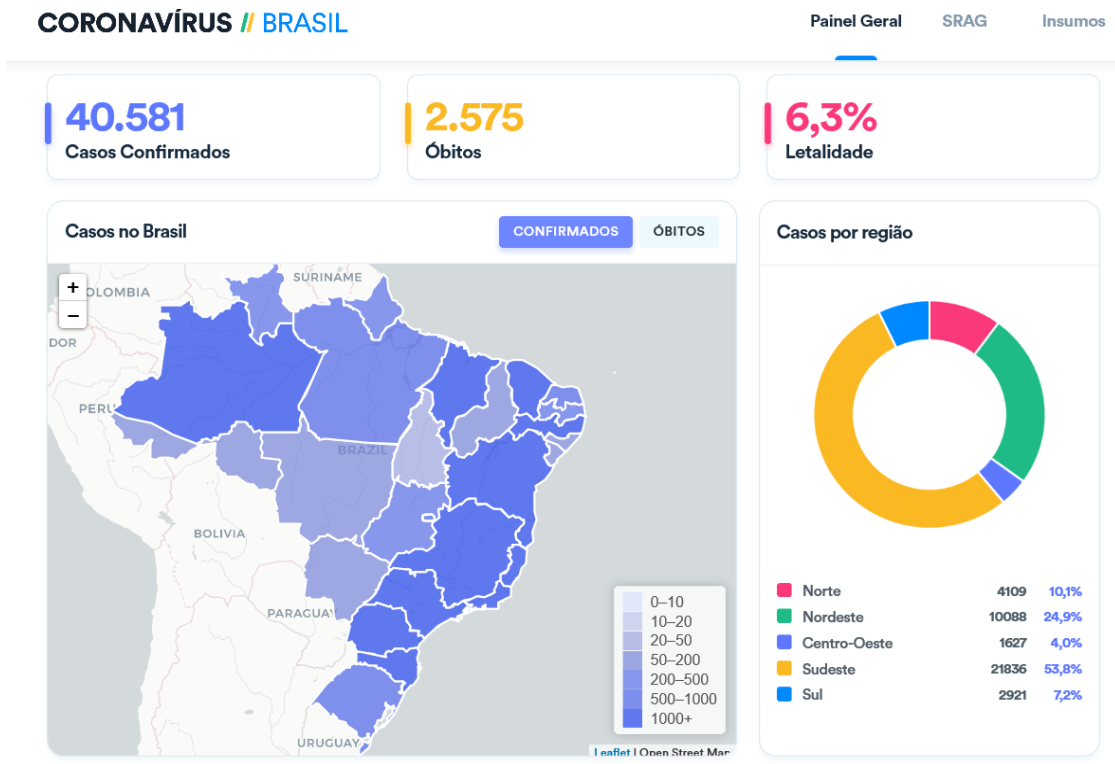 CORONAVÍRUS // BRASIL
Painel Geral SRAG Insumos
40.581
Casos Confirmados
2.575
Óbitos
6,3%
Letalidade
Casos no Brasil
CONFIRMADOS ÓBITOS
+
−
SURINAME
OLOMBIA
DOR
PERU
BRAZIL
BOLIVIA
PARAGUAY
URUGUAY
0–10
10–20
20–50
50–200
200–500
500–1000
1000+
Leaflet | Open Street Map
Casos por região
Norte 4109 10,1%
Nordeste 10088 24,9%
Centro-Oeste 1627 4,0%
Sudeste 21836 53,8%
Sul 2921 7,2%